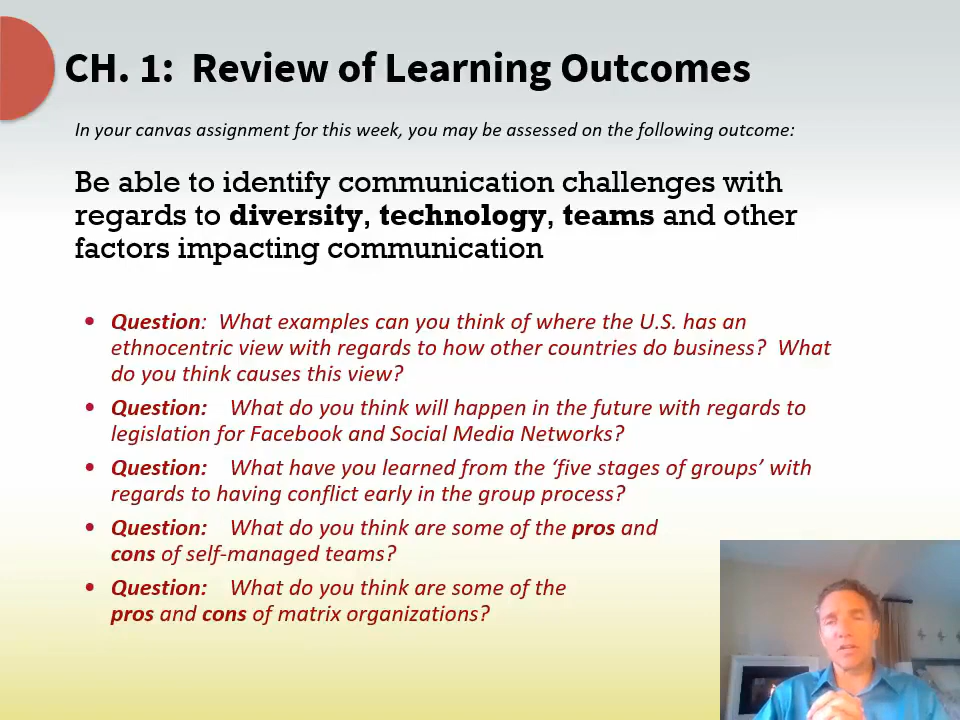 CH. 1: Review of Learning Outcomes
In your canvas assignment for this week, you may be assessed on the following outcome:
Be able to identify communication challenges with
regards to diversity, technology, teams and other
factors impacting communication
• Question: What examples can you think of where the U.S. has an
ethnocentric view with regards to how other countries do business? What
do you think causes this view?
• Question: What do you think will happen in the future with regards to
legislation for Facebook and Social Media Networks?
• Question: What have you learned from the ‘five stages of groups’ with
regards to having conflict early in the group process?
• Question: What do you think are some of the pros and
cons of self-managed teams?
• Question: What do you think are some of the
pros and cons of matrix organizations?